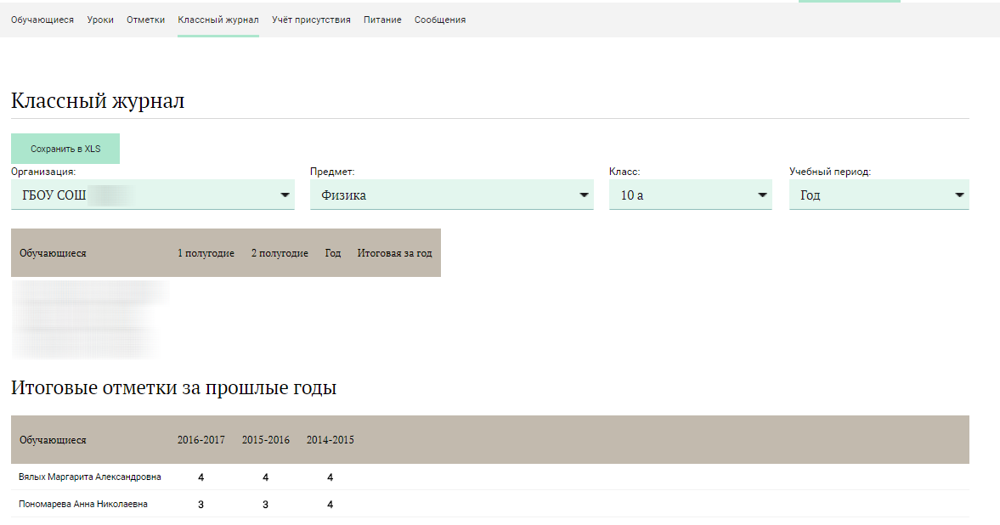 Обучающиеся Уроки Отметки Классный журнал Учёт присутствия Питание Сообщения
Классный журнал
Сохранить в XLS
Организация: Предмет: Класс: Учебный период:
ГБОУ СОШ Физика 10 а Год
Обучающиеся 1 полугодие 2 полугодие Год Итоговая за год
Итоговые отметки за прошлые годы
Обучающиеся 2016-2017 2015-2016 2014-2015
Вялых Маргарита Александровна 4 4 4
Пономарева Анна Николаевна 3 3 4